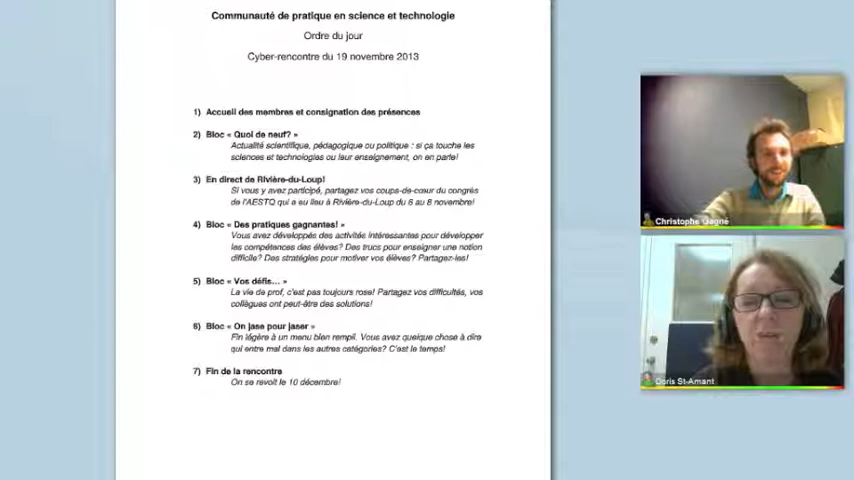 Communauté de pratique en science et technologie
Ordre du jour
Cyber-rencontre du 19 novembre 2013
1) Accueil des membres et consignation des présences
2) Bloc « Quoi de neuf? »
Actualité scientifique, pédagogique ou politique : si ça touche les
sciences et technologies ou leur enseignement, on en parle!
3) En direct de Rivière-du-Loup!
Si vous y avez participé, partagez vos coups-de-cœur du congrès
de l'AESTQ qui a eu lieu à Rivière-du-Loup du 6 au 8 novembre!
4) Bloc « Des pratiques gagnantes! »
Vous avez développés des activités intéressantes pour développer
les compétences des élèves? Des trucs pour enseigner une notion
difficile? Des stratégies pour motiver vos élèves? Partagez-les!
5) Bloc « Vos défis... »
La vie de prof, c'est pas toujours rose! Partagez vos difficultés, vos
collègues ont peut-être des solutions!
6) Bloc « On jase pour jaser »
Fin légère à un menu bien rempli. Vous avez quelque chose à dire
qui entre mal dans les autres catégories? C'est le temps!
7) Fin de la rencontre
On se revoit le 10 décembre!
Christophe Gagné
Doris St-Amant